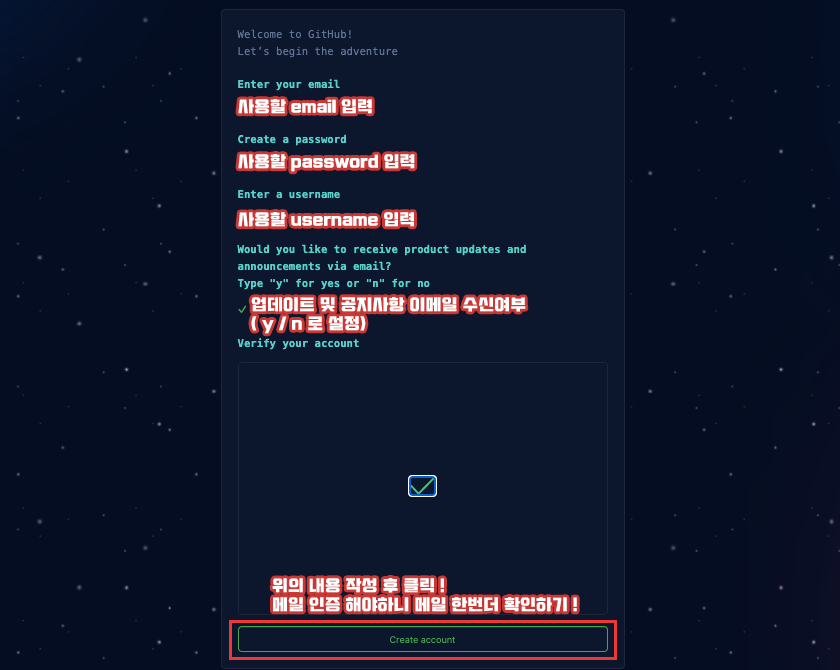 Welcome to GitHub!
Let's begin the adventure
Enter your email
사용할 email 입력
Create a password
사용할 password 입력
Enter a username
사용할 username 입력
Would you like to receive product updates and
announcements via email?
Type "y" for yes or "n" for no
업데이트 및 공지사항 이메일 수신여부
( y / n 로 설정)
Verify your account
위의 내용 작성 후 클릭 !
메일 인증 해야하니 메일 한번더 확인하기 !
Create account